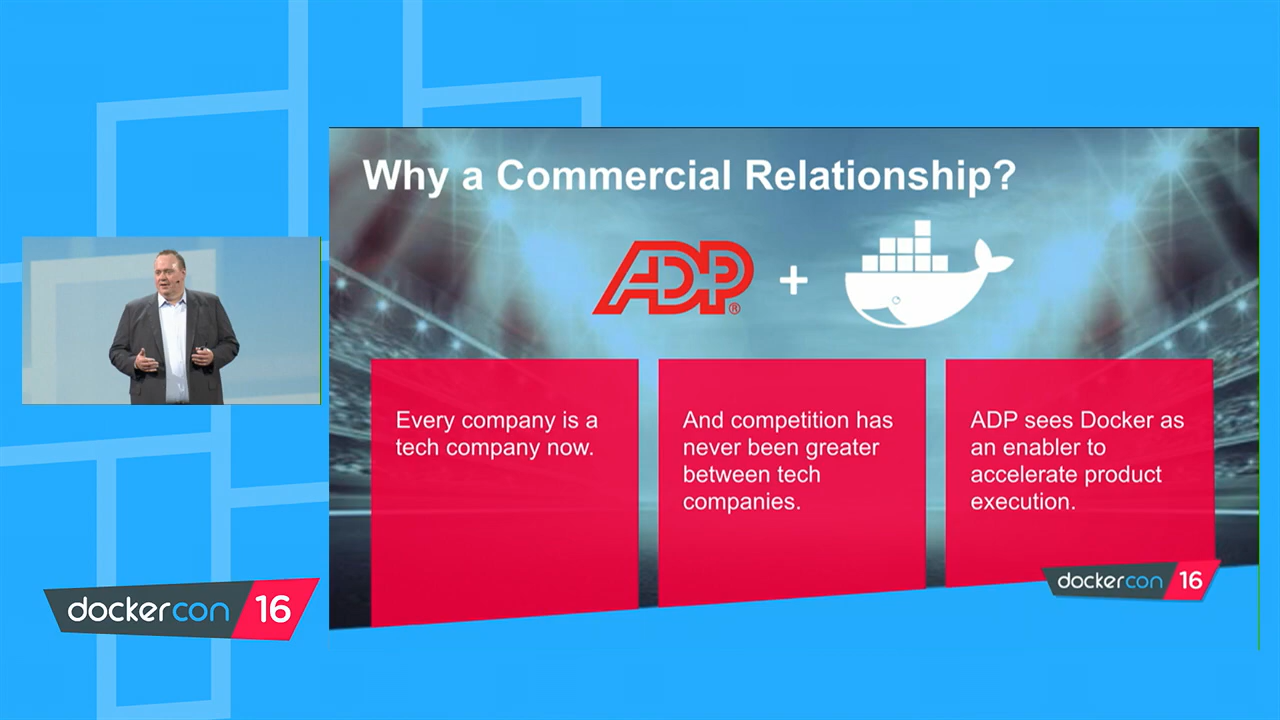 Why a Commercial Relationship?
ADP®
+
Every company is a
tech company now.
And competition has
never been greater
between tech
companies.
ADP sees Docker as
an enabler to
accelerate product
execution.
dockercon 16
dockercon 16